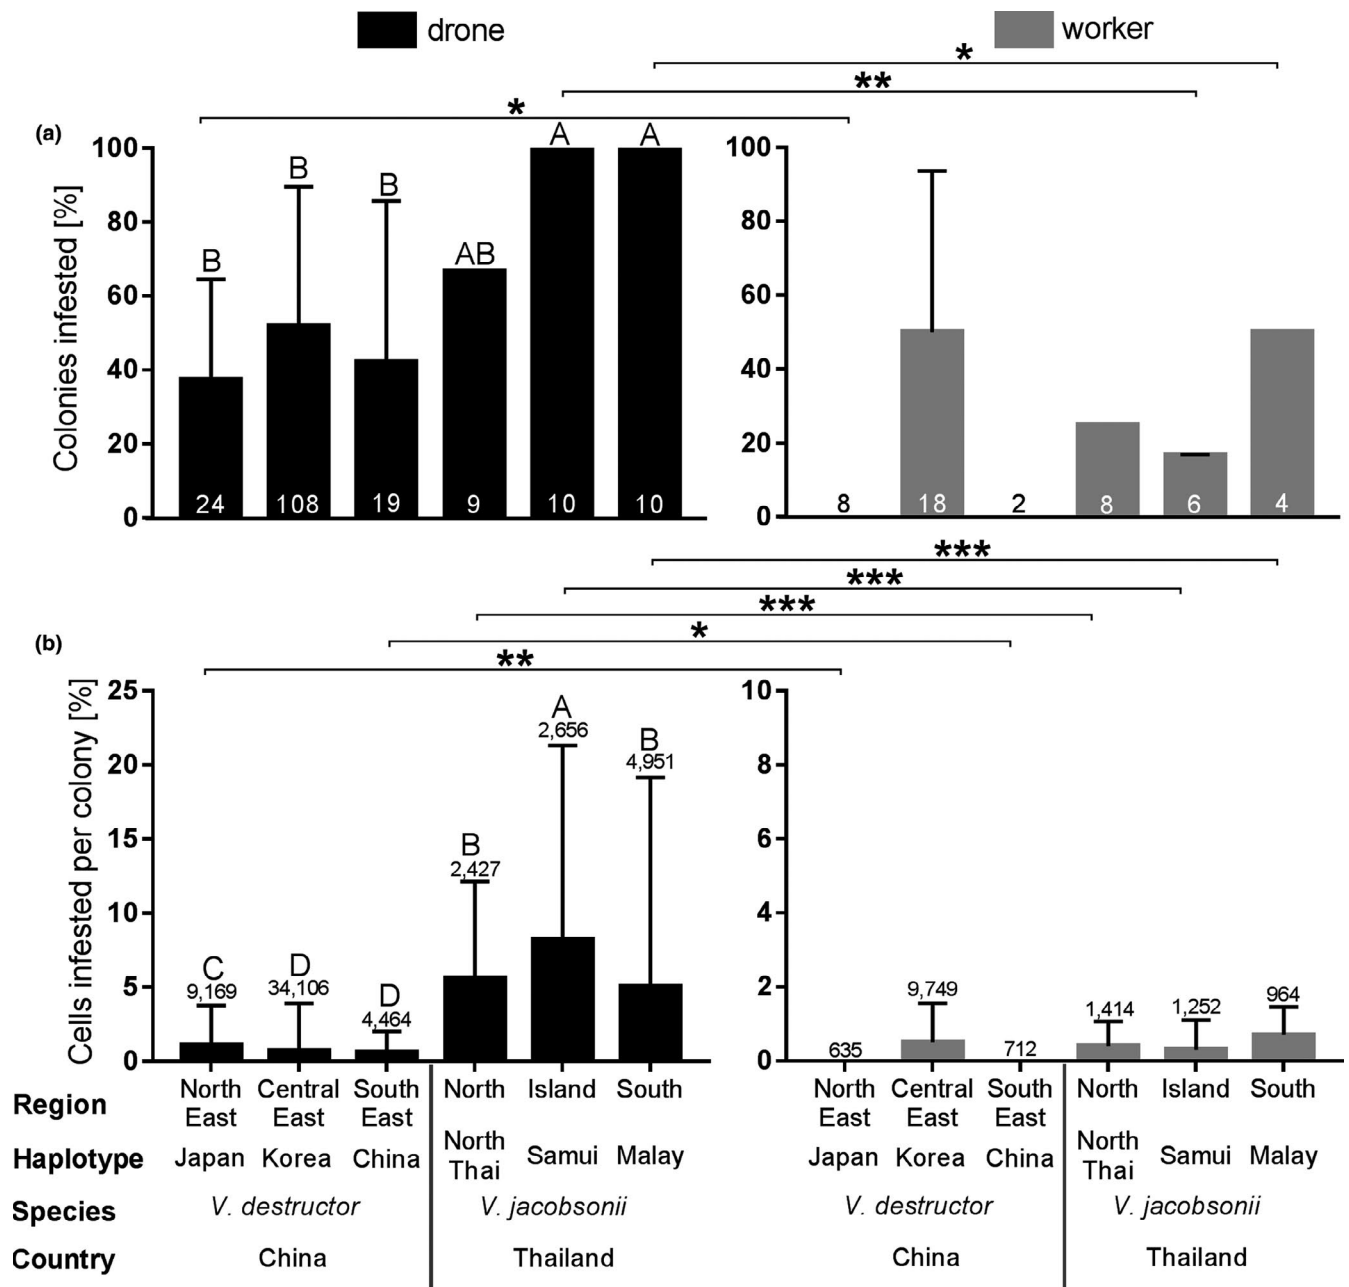 drone
worker
*
**
*
(a)
Colonies infested [%]
100
80
60
40
20
0
B
B
B
AB
A
A
24
108
19
9
10
10
100
80
60
40
20
0
8
18
2
8
6
4
***
***
***
*
**
(b)
Cells infested per colony [%]
25
20
15
10
5
0
C
9,169
D
34,106
D
4,464
B
2,427
A
2,656
B
4,951
10
8
6
4
2
0
635
9,749
712
1,414
1,252
964
Region
North East
Central East
South East
North
Island
South
North East
Central East
South East
North
Island
South
Haplotype
Japan
Korea
China
North Thai
Samui
Malay
Japan
Korea
China
North Thai
Samui
Malay
Species
V. destructor
V. jacobsonii
V. destructor
V. jacobsonii
Country
China
Thailand
China
Thailand